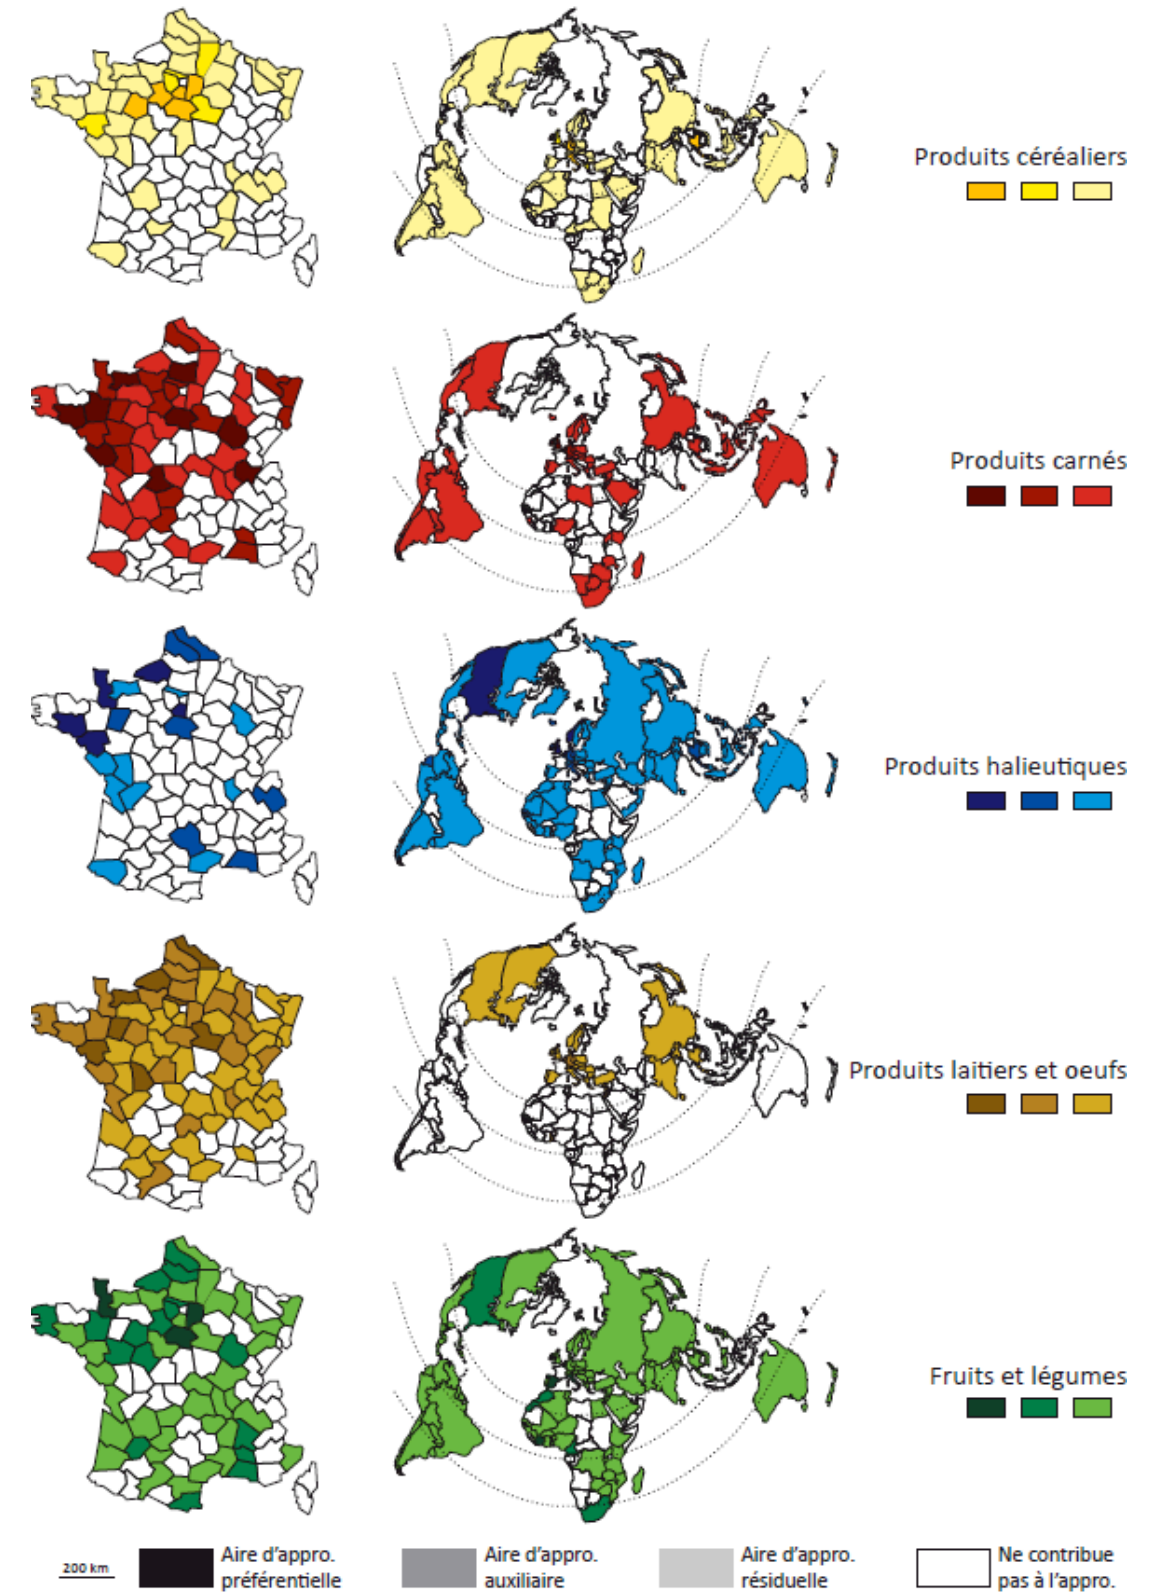 Produits céréaliers
Produits carnés
Produits halieutiques
Produits laitiers et oeufs
Fruits et légumes
200 km
Aire d'appro.
préférentielle
Aire d'appro.
auxiliaire
Aire d'appro.
résiduelle
Ne contribue
pas à l'appro.